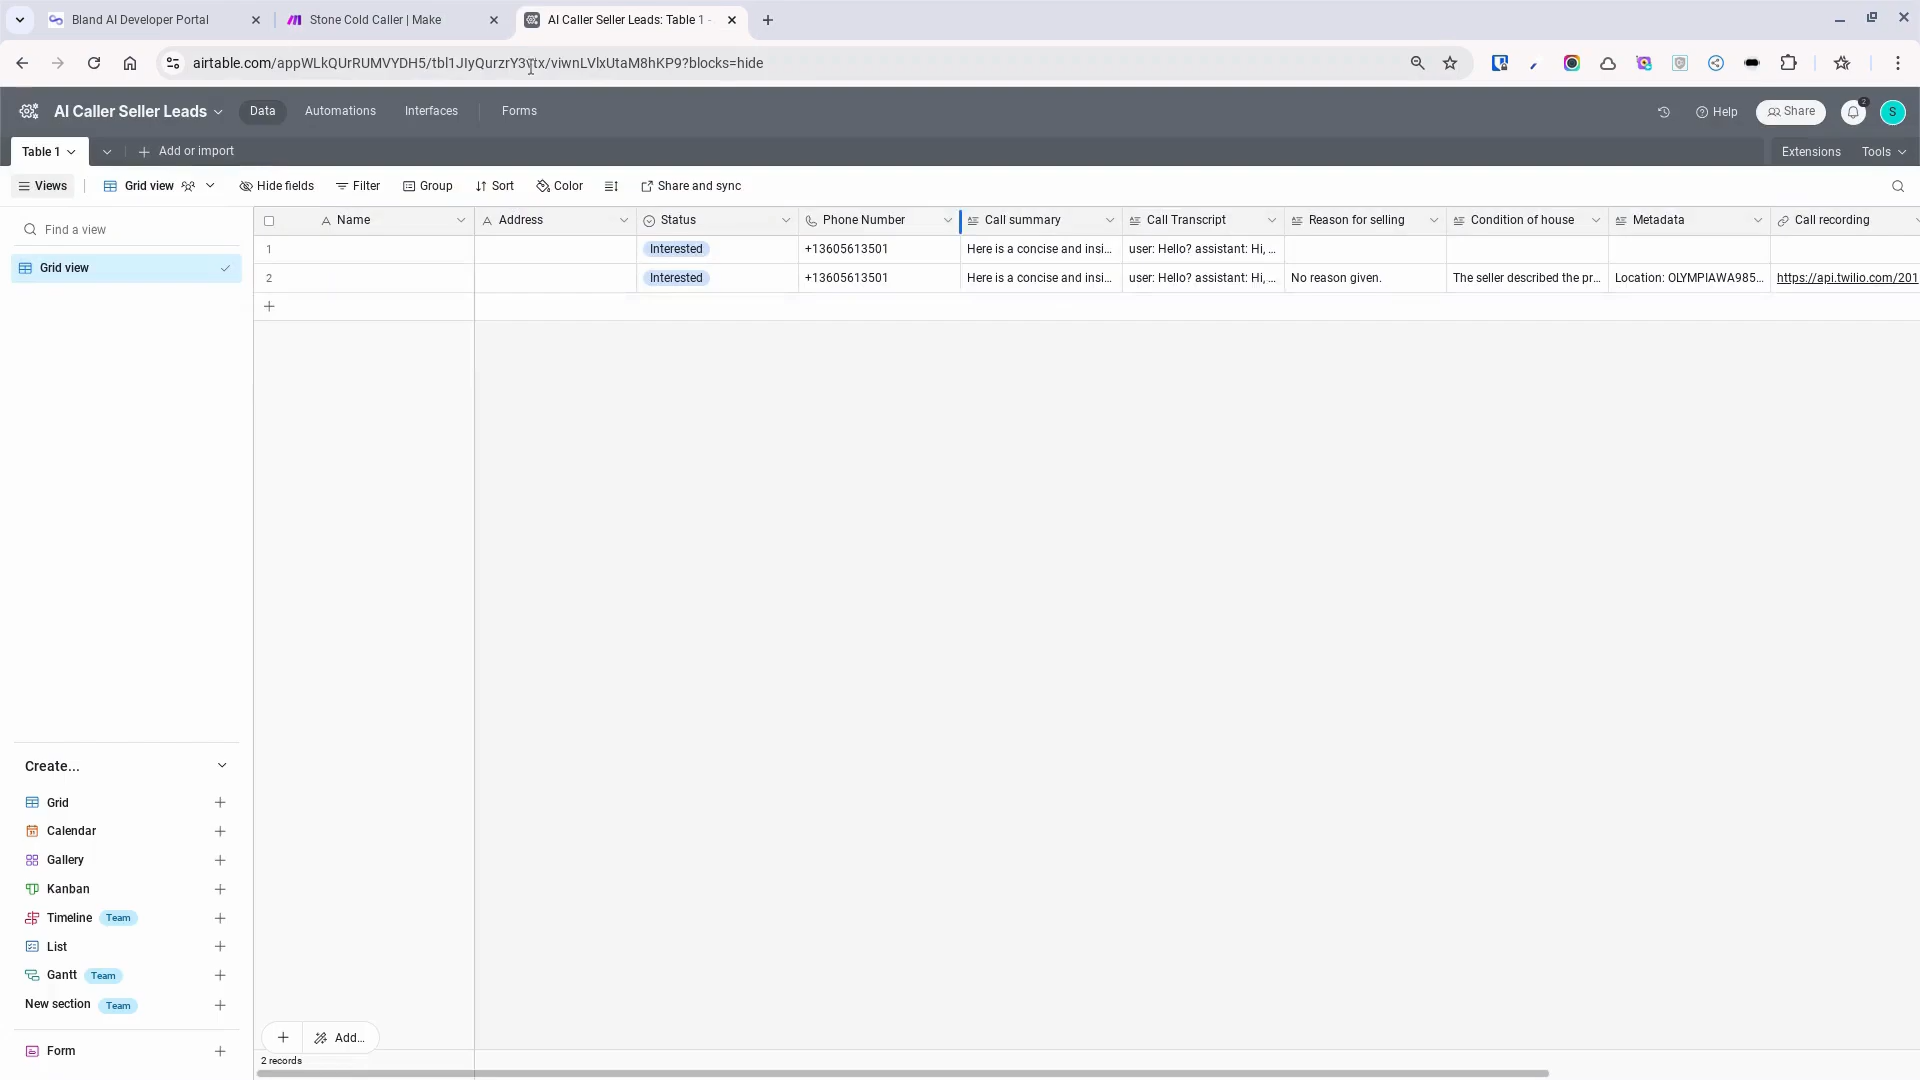 Bland AI Developer Portal
Stone Cold Caller | Make
AI Caller Seller Leads: Table 1 -
airtable.com/appWLkQUrRUMVYDH5/tbl1JIyQurzrY3vtx/viwnLVlxUtaM8hKP9?blocks=hide
AI Caller Seller Leads
Data
Automations
Interfaces
Forms
Help
Share
2
S
Table 1
Add or import
Extensions
Tools
Views
Grid view
Hide fields
Filter
Group
Sort
Color
Share and sync
Find a view
Grid view
Name
Address
Status
Phone Number
Call summary
Call Transcript
Reason for selling
Condition of house
Metadata
Call recording
1
Interested
+13605613501
Here is a concise and insi...
user: Hello? assistant: Hi, ...
2
Interested
+13605613501
Here is a concise and insi...
user: Hello? assistant: Hi, ...
No reason given.
The seller described the pr...
Location: OLYMPIAWA985...
https://api.twilio.com/201
Create...
Grid
Calendar
Gallery
Kanban
Timeline Team
List
Gantt Team
New section Team
Form
Add...
2 records